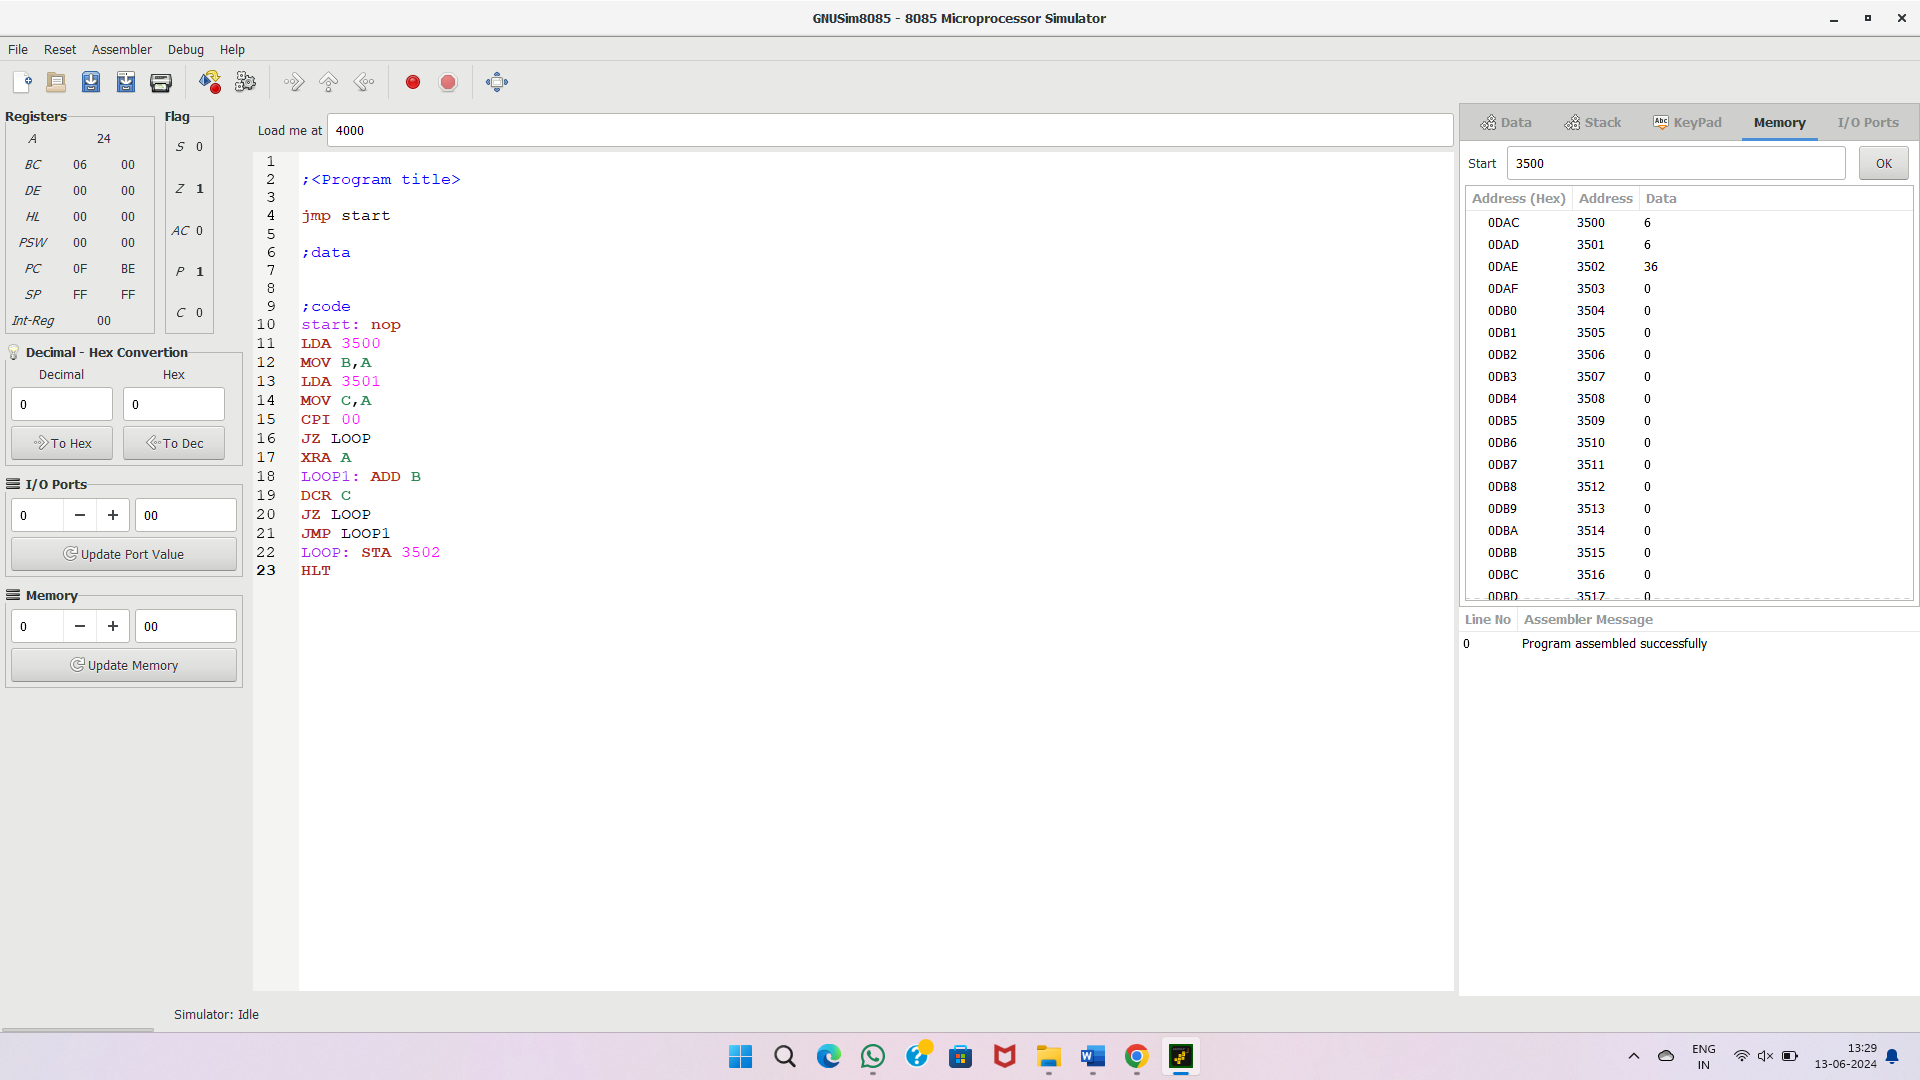 GNUSim8085 - 8085 Microprocessor Simulator
File Reset Assembler Debug Help
Registers
A 24
BC 06 00
DE 00 00
HL 00 00
PSW 00 00
PC 0F BE
SP FF FF
Int-Reg 00
Flag
S 0
Z 1
AC 0
P 1
C 0
Decimal - Hex Convertion
Decimal Hex
0 0
To Hex To Dec
I/O Ports
0 00
Update Port Value
Memory
0 00
Update Memory
Load me at 4000
1
2 ;<Program title>
3
4 jmp start
5
6 ;data
7
8
9 ;code
10 start: nop
11 LDA 3500
12 MOV B,A
13 LDA 3501
14 MOV C,A
15 CPI 00
16 JZ LOOP
17 XRA A
18 LOOP1: ADD B
19 DCR C
20 JZ LOOP
21 JMP LOOP1
22 LOOP: STA 3502
23 HLT
Data Stack Abc KeyPad Memory I/O Ports
Start 3500 OK
Address (Hex) Address Data
0DAC 3500 6
0DAD 3501 6
0DAE 3502 36
0DAF 3503 0
0DB0 3504 0
0DB1 3505 0
0DB2 3506 0
0DB3 3507 0
0DB4 3508 0
0DB5 3509 0
0DB6 3510 0
0DB7 3511 0
0DB8 3512 0
0DB9 3513 0
0DBA 3514 0
0DBB 3515 0
0DBC 3516 0
0DBD 3517 0
Line No Assembler Message
0 Program assembled successfully
Simulator: Idle
ENG
IN
13:29
13-06-2024